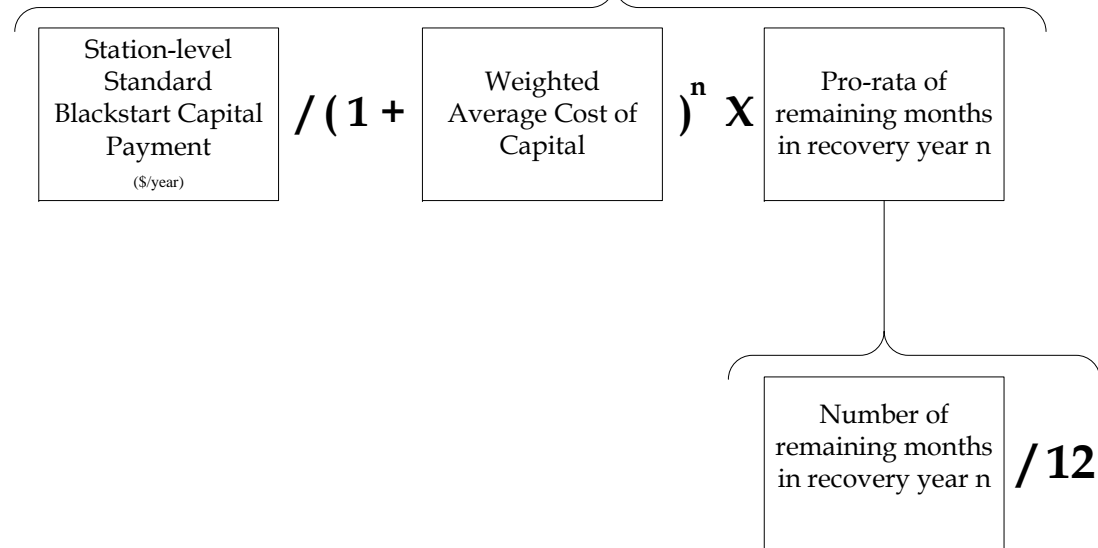 Station-level
Standard
Blackstart Capital
Payment
($/year)
/ ( 1 +
Weighted
Average Cost of
Capital
)n X
Pro-rata of
remaining months
in recovery year n
Number of
remaining months
in recovery year n
/ 12